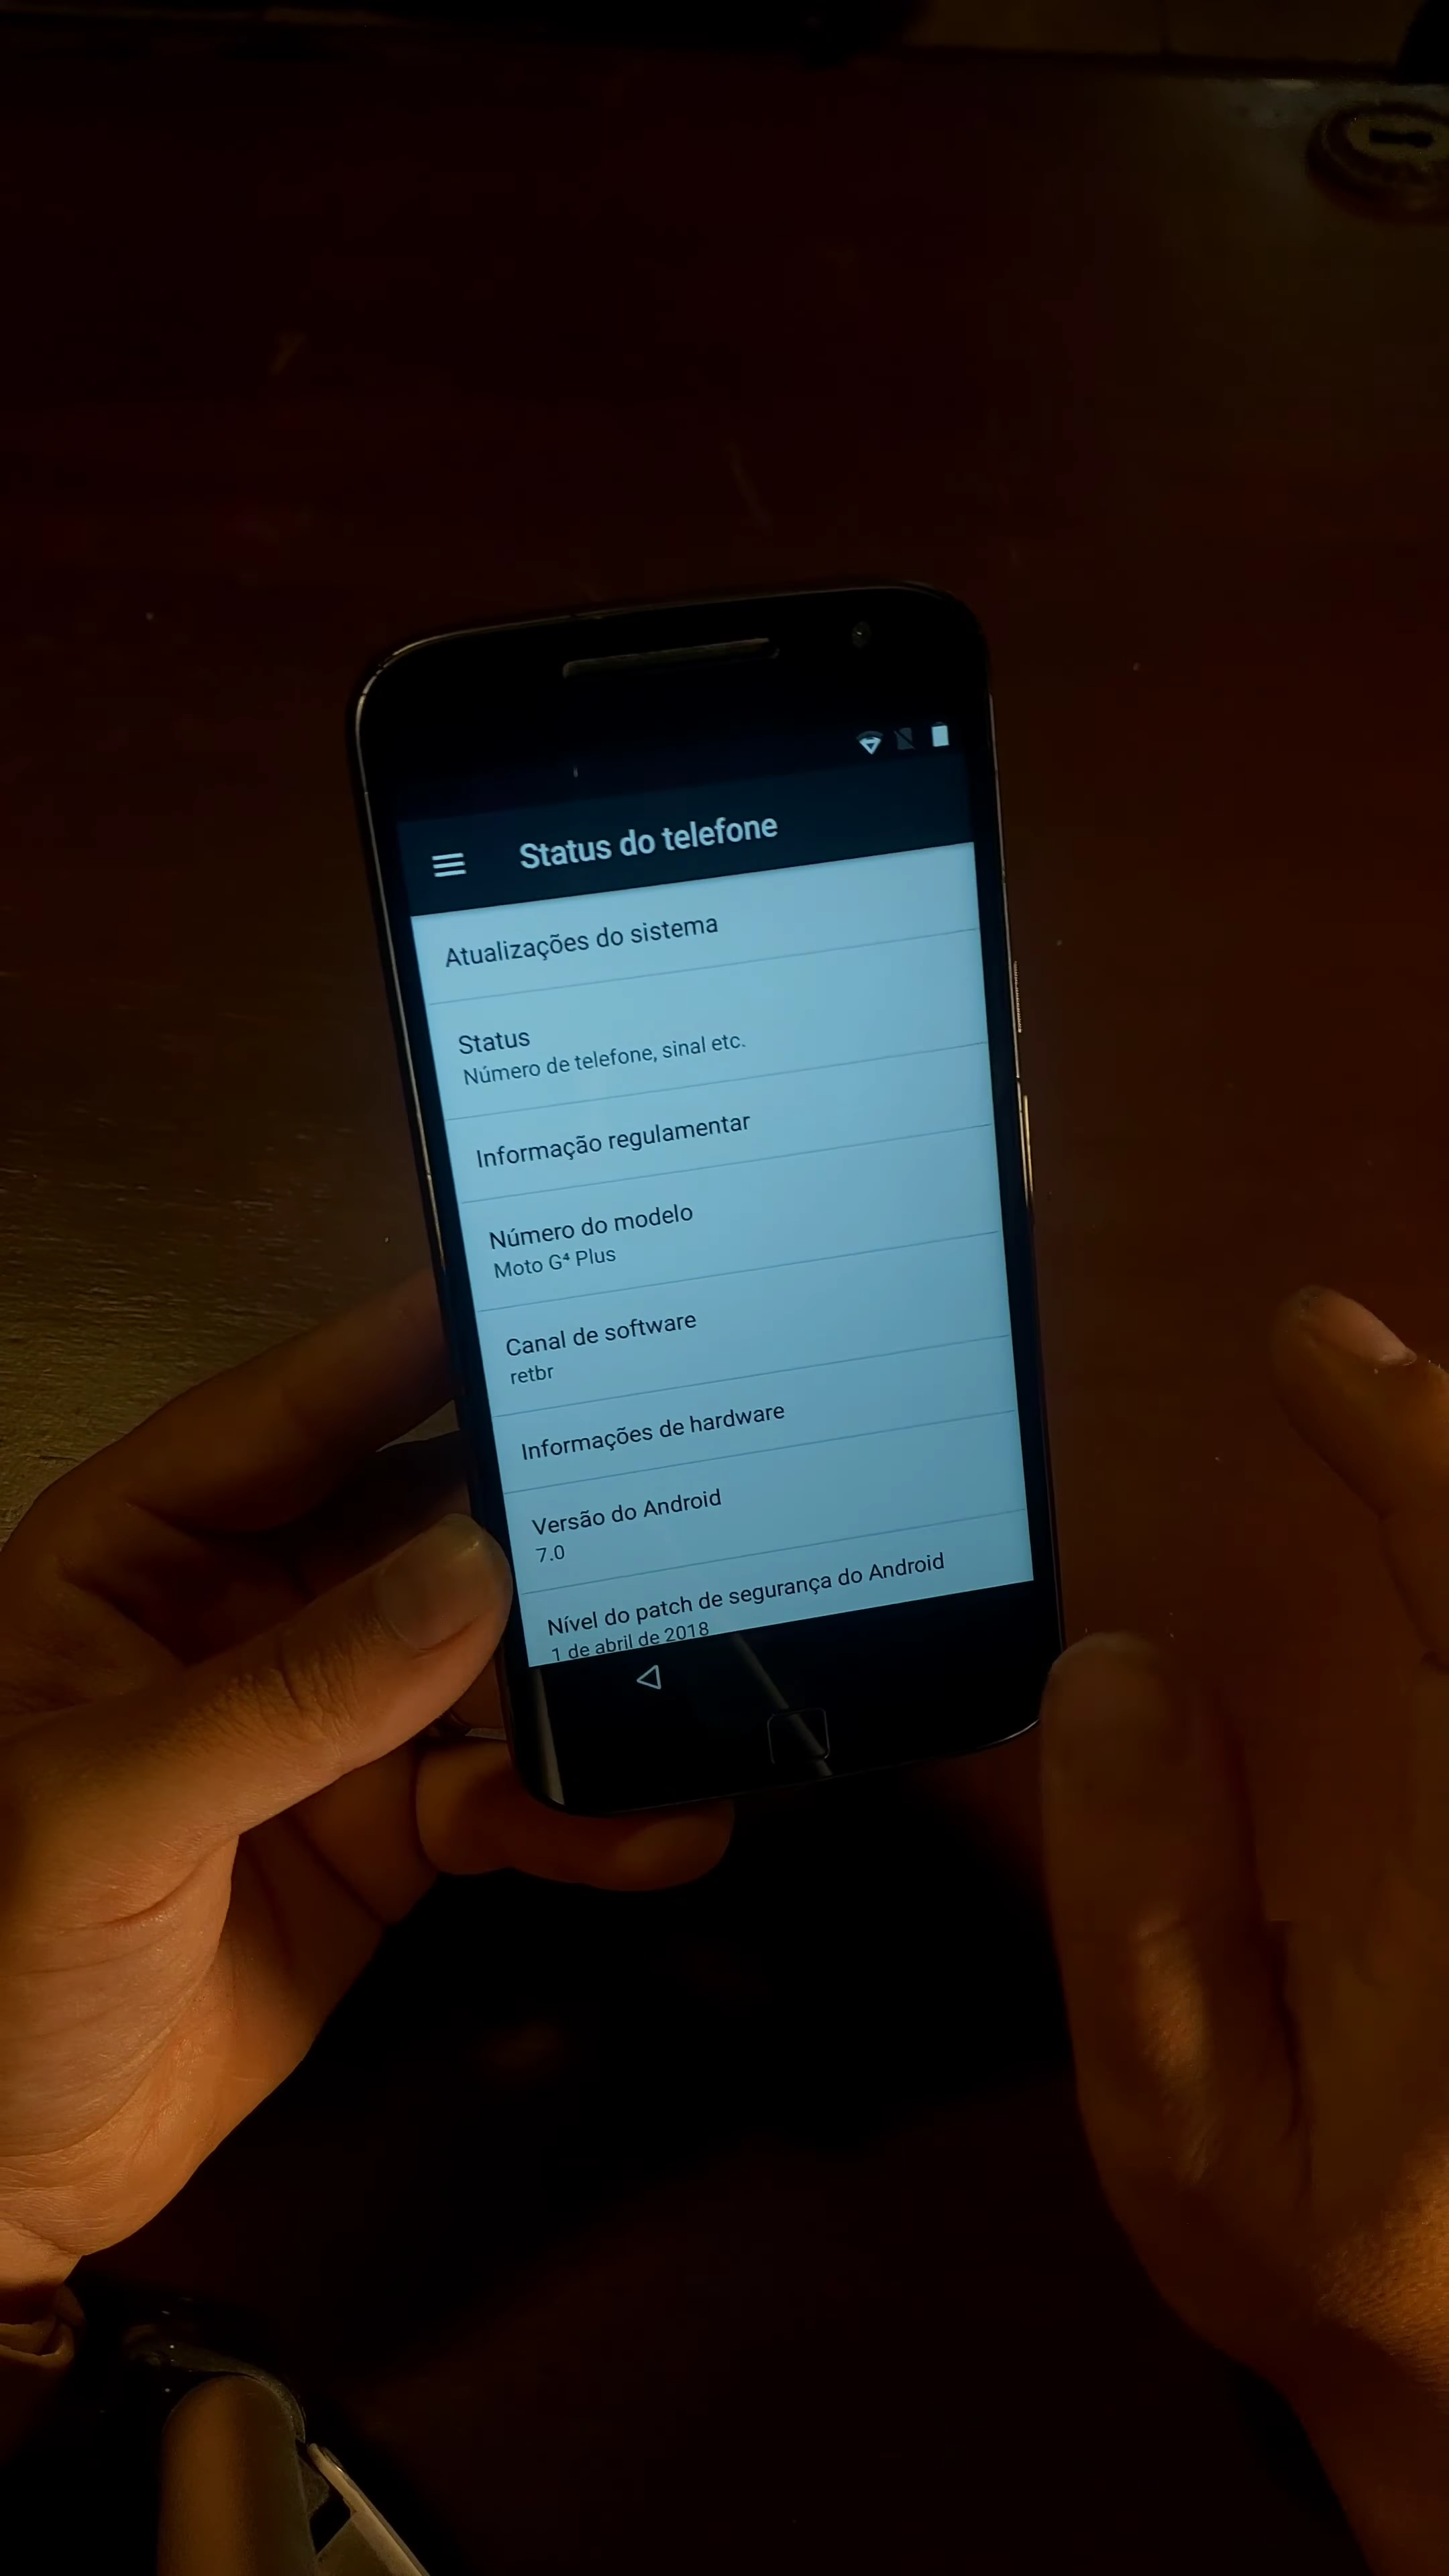 Status do telefone
Atualizações do sistema
Status
Número de telefone, sinal etc.
Informação regulamentar
Número do modelo
Moto G⁴ Plus
Canal de software
retbr
Informações de hardware
Versão do Android
7.0
Nível do patch de segurança do Android
1 de abril de 2018